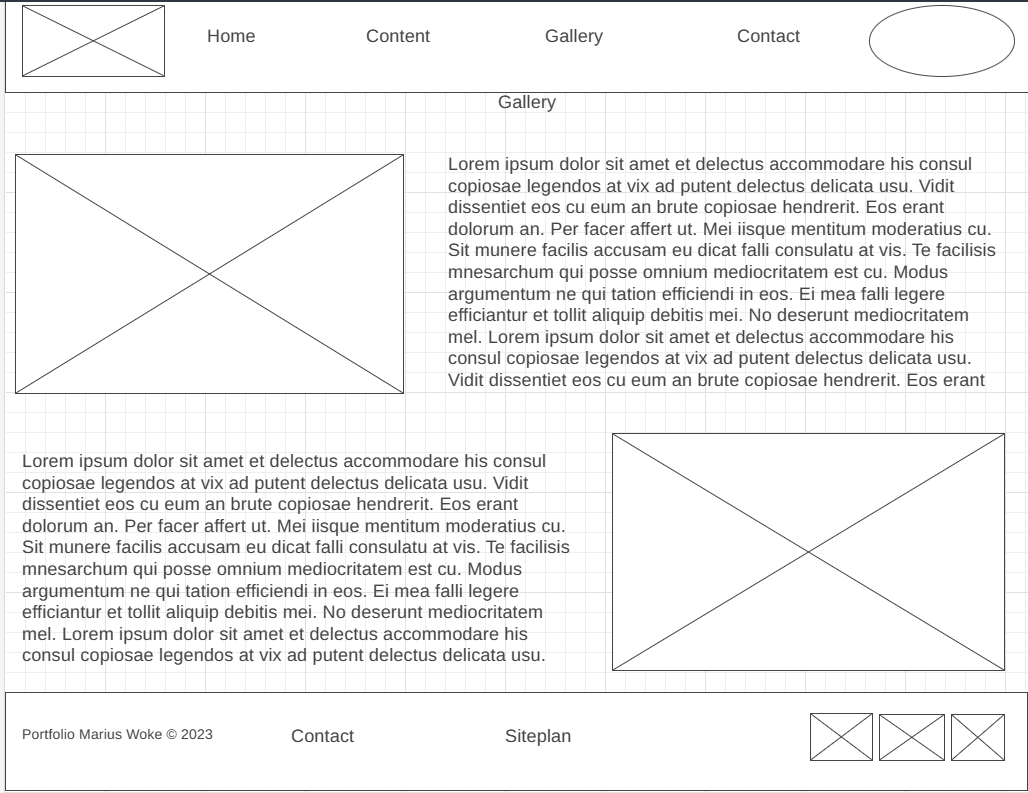 Home
Content
Gallery
Contact
Gallery
Lorem ipsum dolor sit amet et delectus accommodare his consul
copiosae legendos at vix ad putent delectus delicata usu. Vidit
dissentiet eos cu eum an brute copiosae hendrerit. Eos erant
dolorum an. Per facer affert ut. Mei iisque mentitum moderatius cu.
Sit munere facilis accusam eu dicat falli consulatu at vis. Te facilisis
mnesarchum qui posse omnium mediocritatem est cu. Modus
argumentum ne qui tation efficiendi in eos. Ei mea falli legere
efficiantur et tollit aliquip debitis mei. No deserunt mediocritatem
mel. Lorem ipsum dolor sit amet et delectus accommodare his
consul copiosae legendos at vix ad putent delectus delicata usu.
Vidit dissentiet eos cu eum an brute copiosae hendrerit. Eos erant
Lorem ipsum dolor sit amet et delectus accommodare his consul
copiosae legendos at vix ad putent delectus delicata usu. Vidit
dissentiet eos cu eum an brute copiosae hendrerit. Eos erant
dolorum an. Per facer affert ut. Mei iisque mentitum moderatius cu.
Sit munere facilis accusam eu dicat falli consulatu at vis. Te facilisis
mnesarchum qui posse omnium mediocritatem est cu. Modus
argumentum ne qui tation efficiendi in eos. Ei mea falli legere
efficiantur et tollit aliquip debitis mei. No deserunt mediocritatem
mel. Lorem ipsum dolor sit amet et delectus accommodare his
consul copiosae legendos at vix ad putent delectus delicata usu.
Portfolio Marius Woke © 2023
Contact
Siteplan